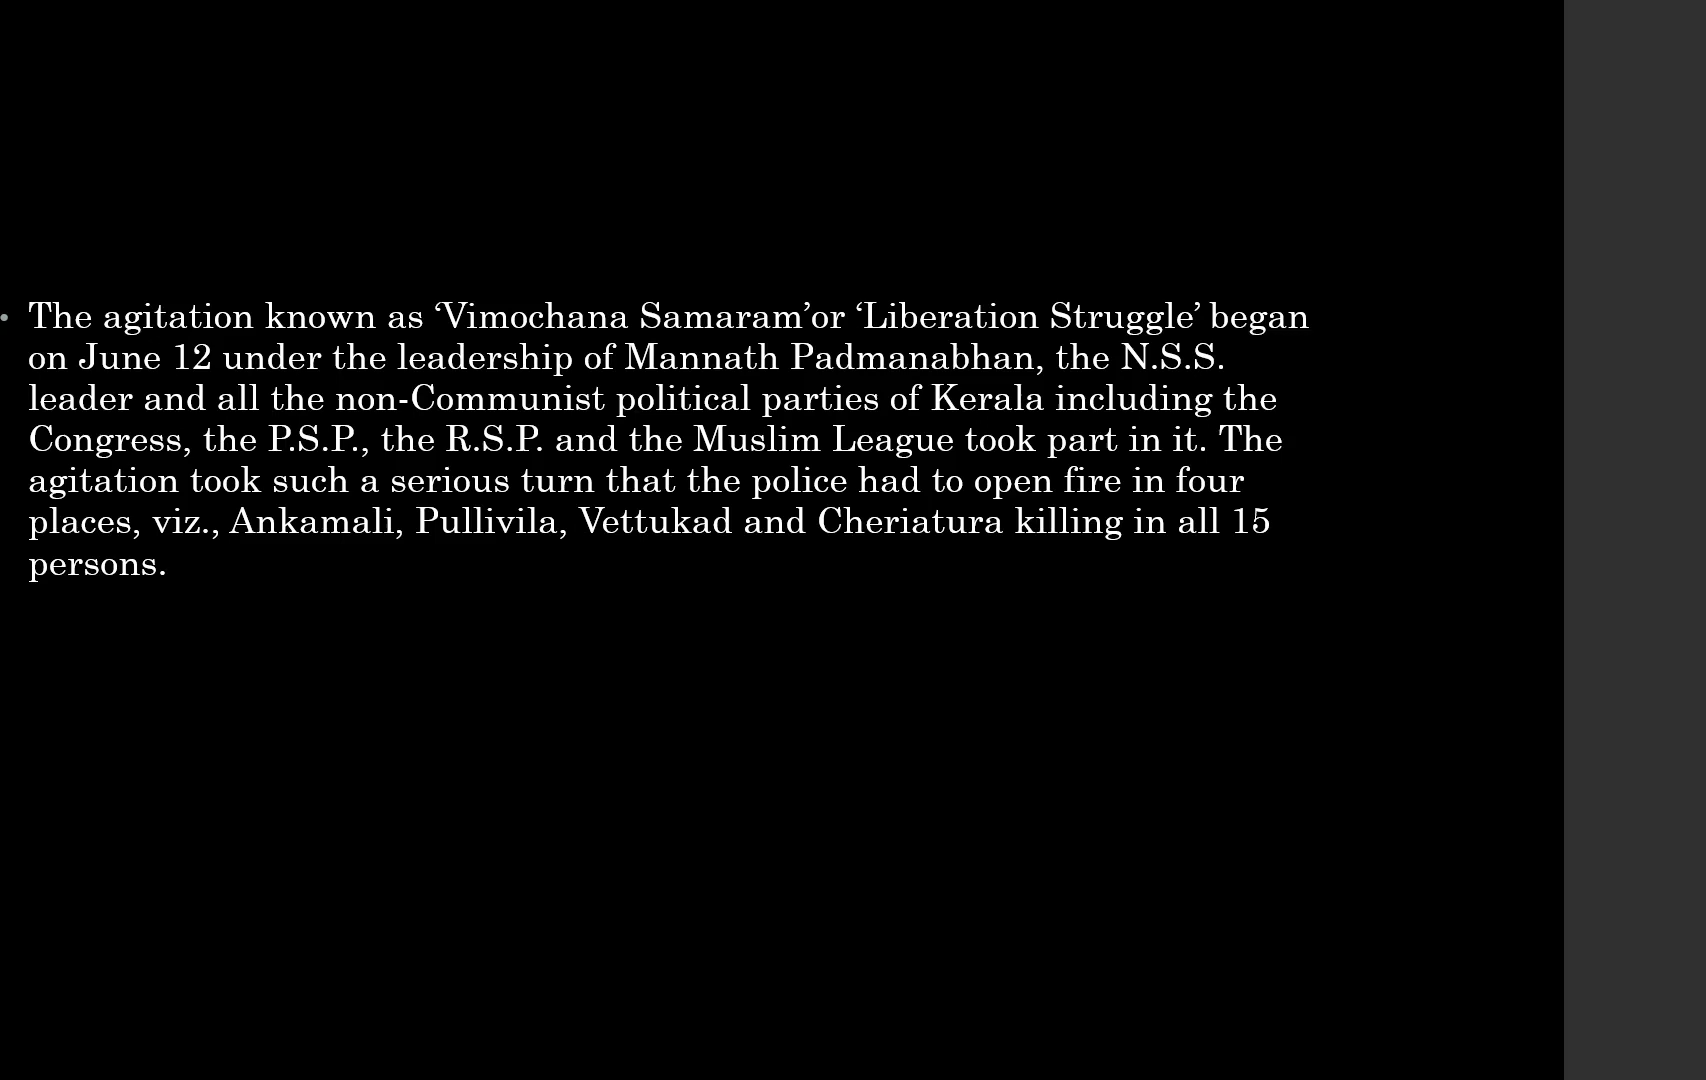 • The agitation known as ‘Vimochana Samaram’or ‘Liberation Struggle’ began
on June 12 under the leadership of Mannath Padmanabhan, the N.S.S.
leader and all the non-Communist political parties of Kerala including the
Congress, the P.S.P., the R.S.P. and the Muslim League took part in it. The
agitation took such a serious turn that the police had to open fire in four
places, viz., Ankamali, Pullivila, Vettukad and Cheriatura killing in all 15
persons.